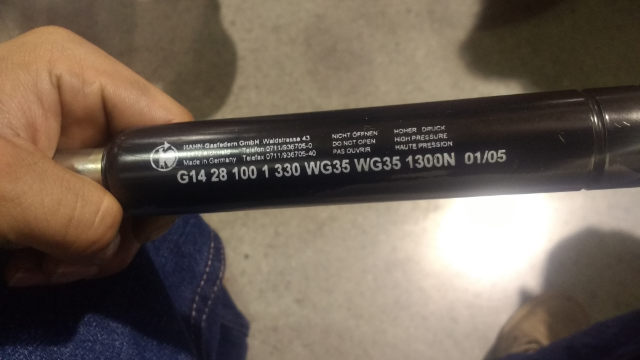 HAHN-Gasfedern GmbH Waldstrasse 43
Telefon 0711/936705-0
Made in Germany Telefax 0711/936705-40
NICHT ÖFFNEN
DO NOT OPEN
PAS OUVRIR
HOHER DRUCK
HIGH PRESSURE
HAUTE PRESSION
G14 28 100 1 330 WG35 WG35 1300N 01/05